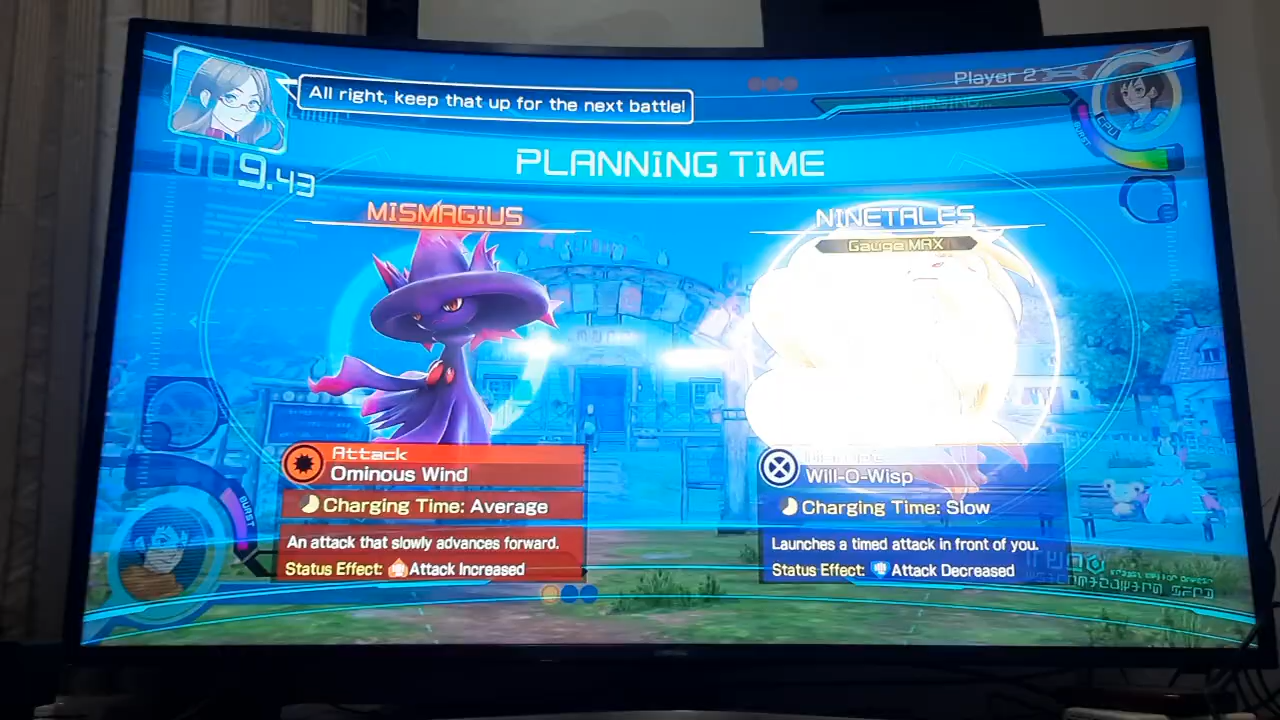 All right, keep that up for the next battle!
Player 2
PLANNING TIME
009.43
CPU
BURST
MISMAGIUS
NINETALES
Gauge MAX
Attack
Ominous Wind
Charging Time: Average
An attack that slowly advances forward.
Status Effect: Attack Increased
Will-O-Wisp
Charging Time: Slow
Launches a timed attack in front of you.
Status Effect: Attack Decreased
BURST